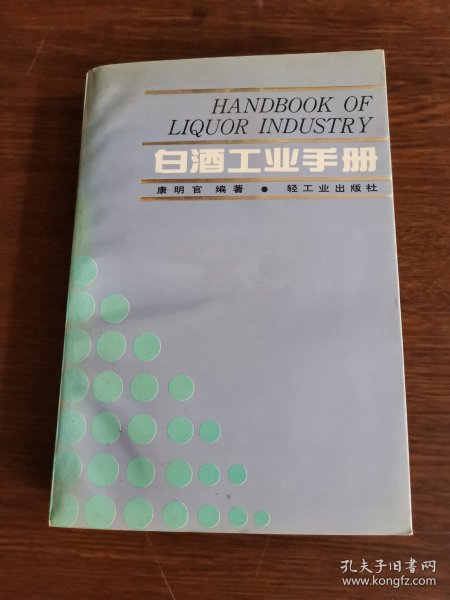 HANDBOOK OF
LIQUOR INDUSTRY
白酒工业手册
康明官 编著 ● 轻工业出版社
孔夫子旧书网
www.kongfz.com